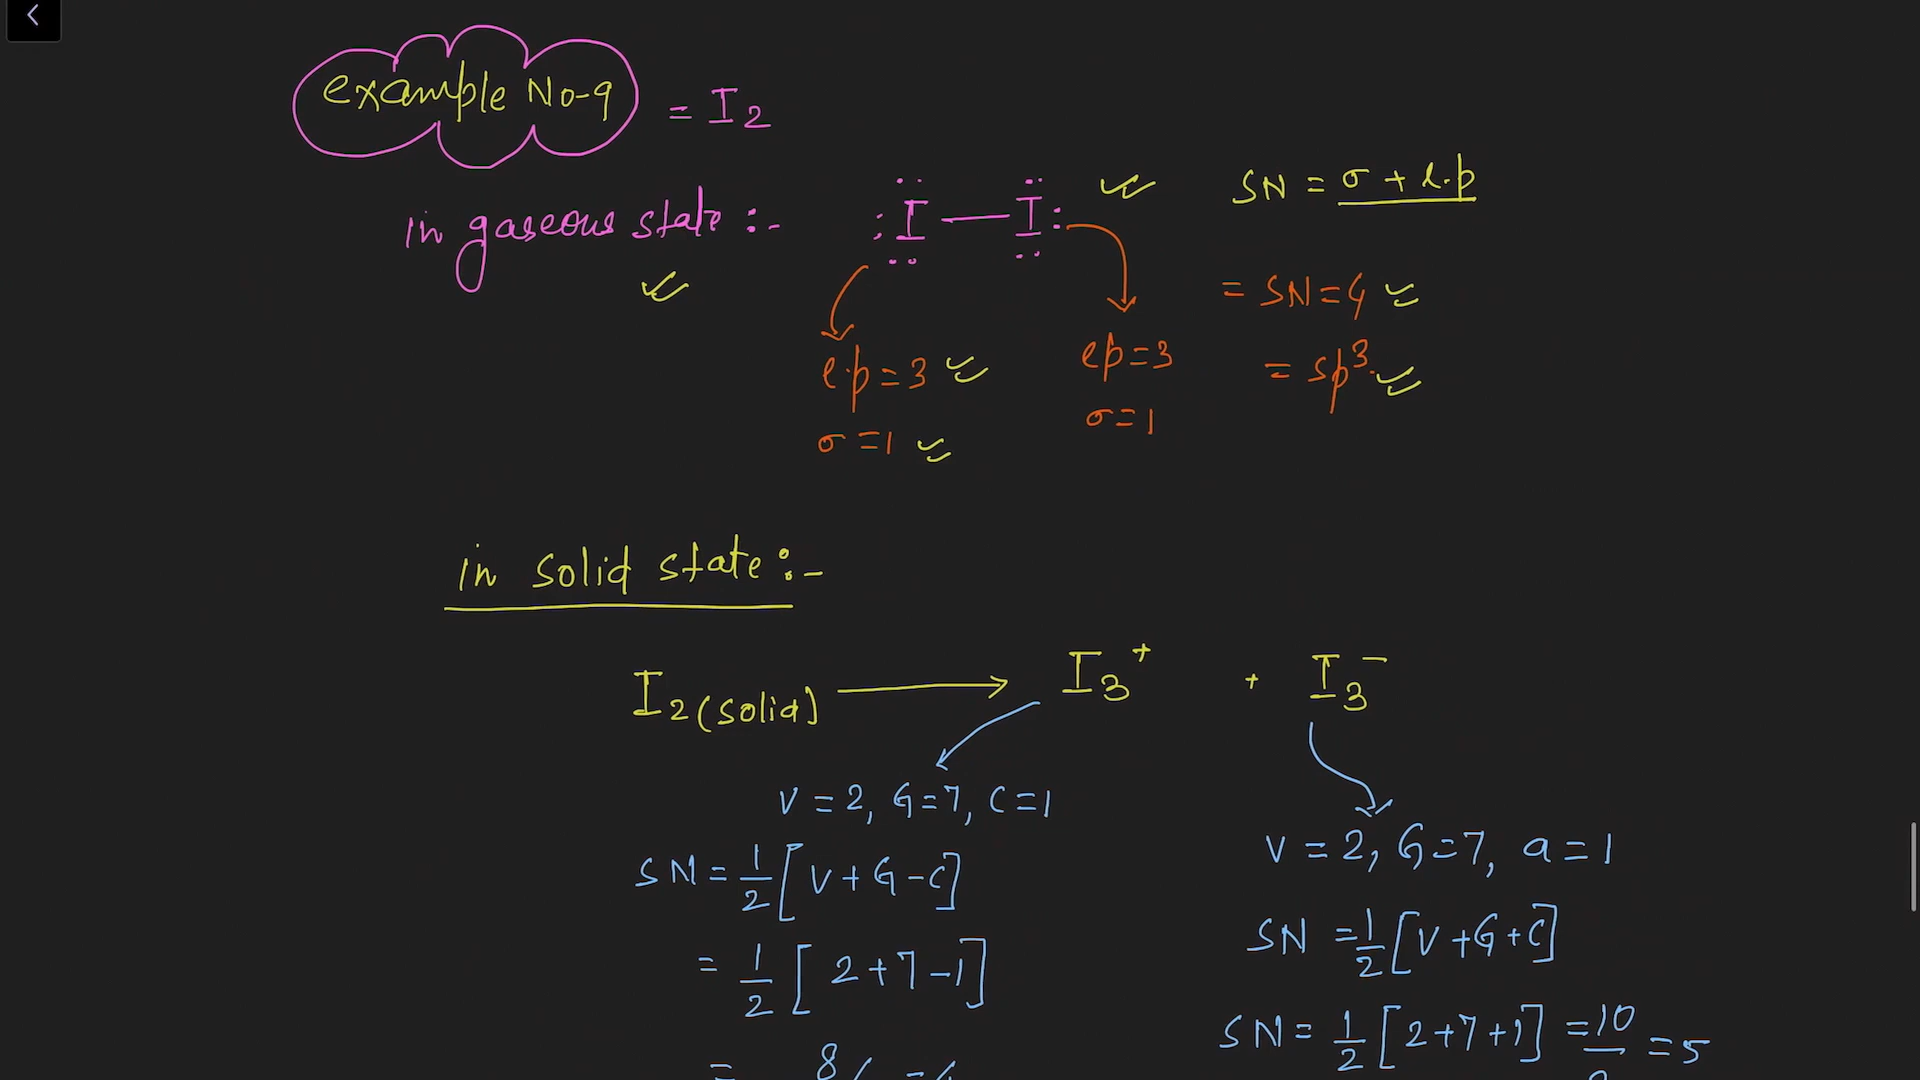 example No-9 = I₂
in gaseous state :-
:I — I:
SN = σ + l.p
= SN = 4
= sp³
l.p = 3
σ = 1
lp = 3
σ = 1
in solid state :-
I₂(solid) → I₃⁺ + I₃⁻
V = 2, G = 7, C = 1
SN = 1/2 [V + G - C]
= 1/2 [2 + 7 - 1]
V = 2, G = 7, a = 1
SN = 1/2 [V + G + C]
SN = 1/2 [2 + 7 + 1] = 10/2 = 5